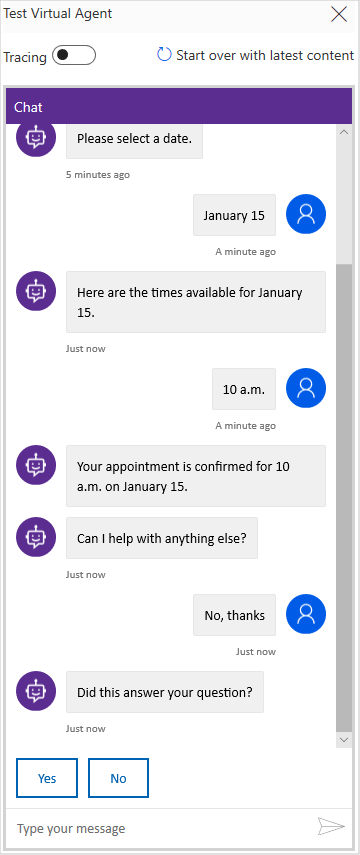 Test Virtual Agent
Tracing
Start over with latest content
Chat
Please select a date.
5 minutes ago
January 15
A minute ago
Here are the times available for January
15.
Just now
10 a.m.
A minute ago
Your appointment is confirmed for 10
a.m. on January 15.
Can I help with anything else?
Just now
No, thanks
Just now
Did this answer your question?
Just now
Yes
No
Type your message